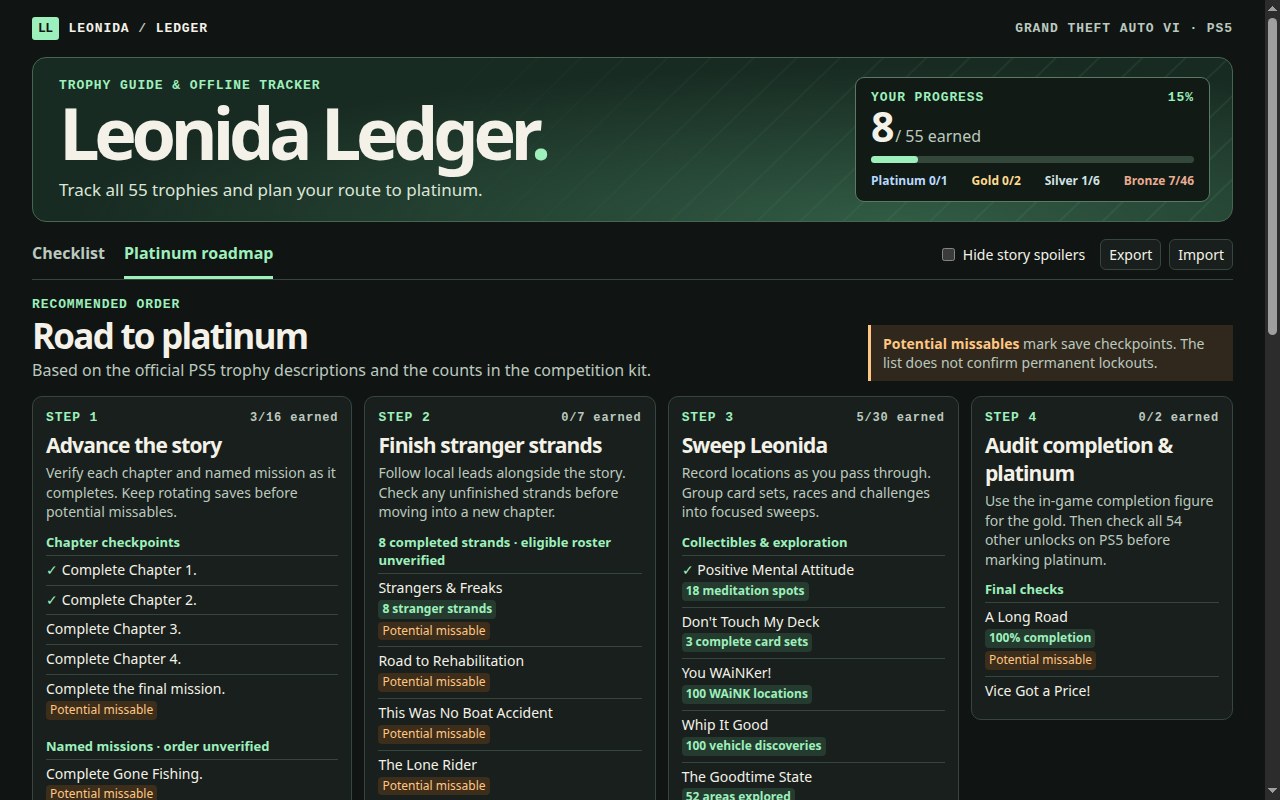 LL LEONIDA / LEDGER
GRAND THEFT AUTO VI · PS5
TROPHY GUIDE & OFFLINE TRACKER
Leonida Ledger.
Track all 55 trophies and plan your route to platinum.
YOUR PROGRESS 15%
8 / 55 earned
Platinum 0/1 Gold 0/2 Silver 1/6 Bronze 7/46
Checklist Platinum roadmap
Hide story spoilers Export Import
RECOMMENDED ORDER
Road to platinum
Based on the official PS5 trophy descriptions and the counts in the competition kit.
Potential missables mark save checkpoints. The
list does not confirm permanent lockouts.
STEP 1 3/16 earned
Advance the story
Verify each chapter and named mission as it
completes. Keep rotating saves before
potential missables.
Chapter checkpoints
✓ Complete Chapter 1.
✓ Complete Chapter 2.
Complete Chapter 3.
Complete Chapter 4.
Complete the final mission.
Potential missable
Named missions · order unverified
Complete Gone Fishing.
Potential missable
STEP 2 0/7 earned
Finish stranger strands
Follow local leads alongside the story.
Check any unfinished strands before
moving into a new chapter.
8 completed strands · eligible roster
unverified
Strangers & Freaks
8 stranger strands
Potential missable
Road to Rehabilitation
Potential missable
This Was No Boat Accident
Potential missable
The Lone Rider
Potential missable
STEP 3 5/30 earned
Sweep Leonida
Record locations as you pass through.
Group card sets, races and challenges
into focused sweeps.
Collectibles & exploration
✓ Positive Mental Attitude
18 meditation spots
Don't Touch My Deck
3 complete card sets
You WAiNKer!
100 WAiNK locations
Whip It Good
100 vehicle discoveries
The Goodtime State
52 areas explored
STEP 4 0/2 earned
Audit completion &
platinum
Use the in-game completion figure
for the gold. Then check all 54
other unlocks on PS5 before
marking platinum.
Final checks
A Long Road
100% completion
Potential missable
Vice Got a Price!